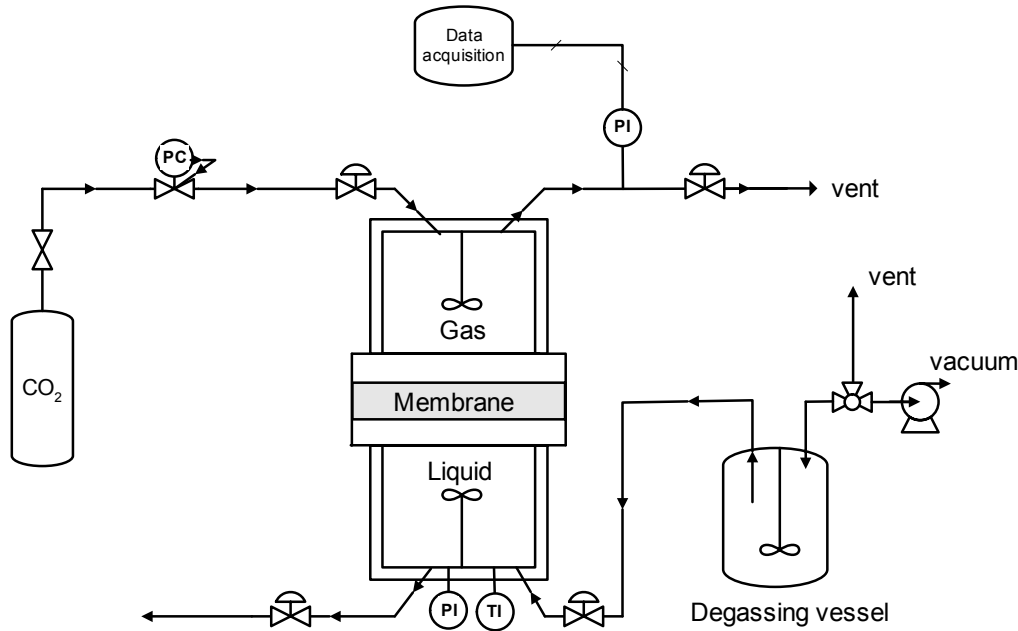 Data
acquisition
PI
PC
vent
vent
Gas
CO₂
vacuum
Membrane
Liquid
PI
TI
Degassing vessel